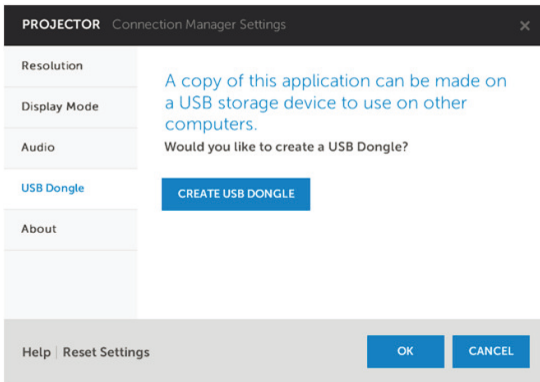 PROJECTOR Connection Manager Settings ×
Resolution
Display Mode
Audio
USB Dongle
About
A copy of this application can be made on
a USB storage device to use on other
computers.
Would you like to create a USB Dongle?
CREATE USB DONGLE
Help | Reset Settings
OK
CANCEL